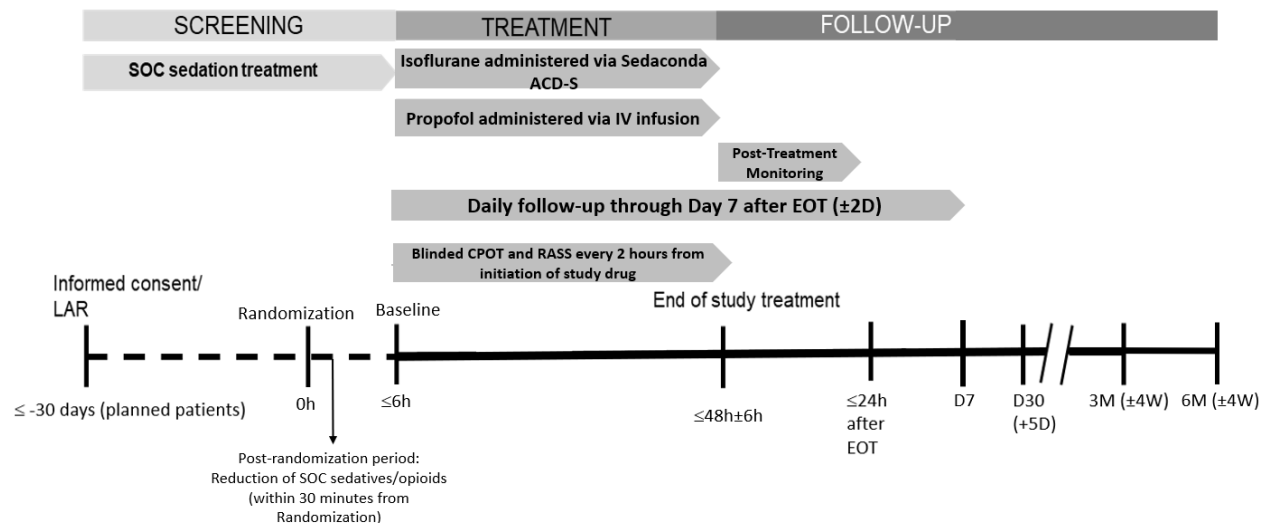 SCREENING
TREATMENT
FOLLOW-UP
SOC sedation treatment
Isoflurane administered via Sedaconda
ACD-S
Propofol administered via IV infusion
Post-Treatment
Monitoring
Daily follow-up through Day 7 after EOT (±2D)
Blinded CPOT and RASS every 2 hours from
initiation of study drug
Informed consent/
LAR
Randomization
Baseline
End of study treatment
≤ -30 days (planned patients)
0h
≤6h
≤48h±6h
≤24h
after
EOT
D7
D30
(+5D)
3M (±4W)
6M (±4W)
Post-randomization period:
Reduction of SOC sedatives/opioids
(within 30 minutes from
Randomization)